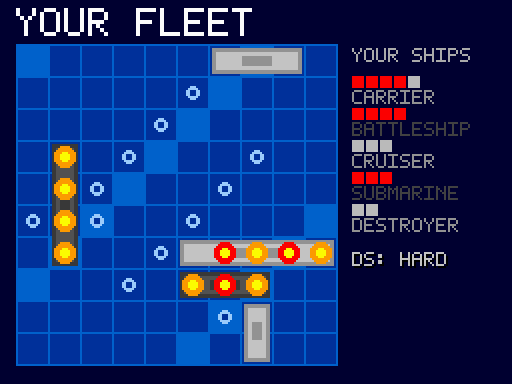 YOUR FLEET
YOUR SHIPS
CARRIER
BATTLESHIP
CRUISER
SUBMARINE
DESTROYER
DS: HARD